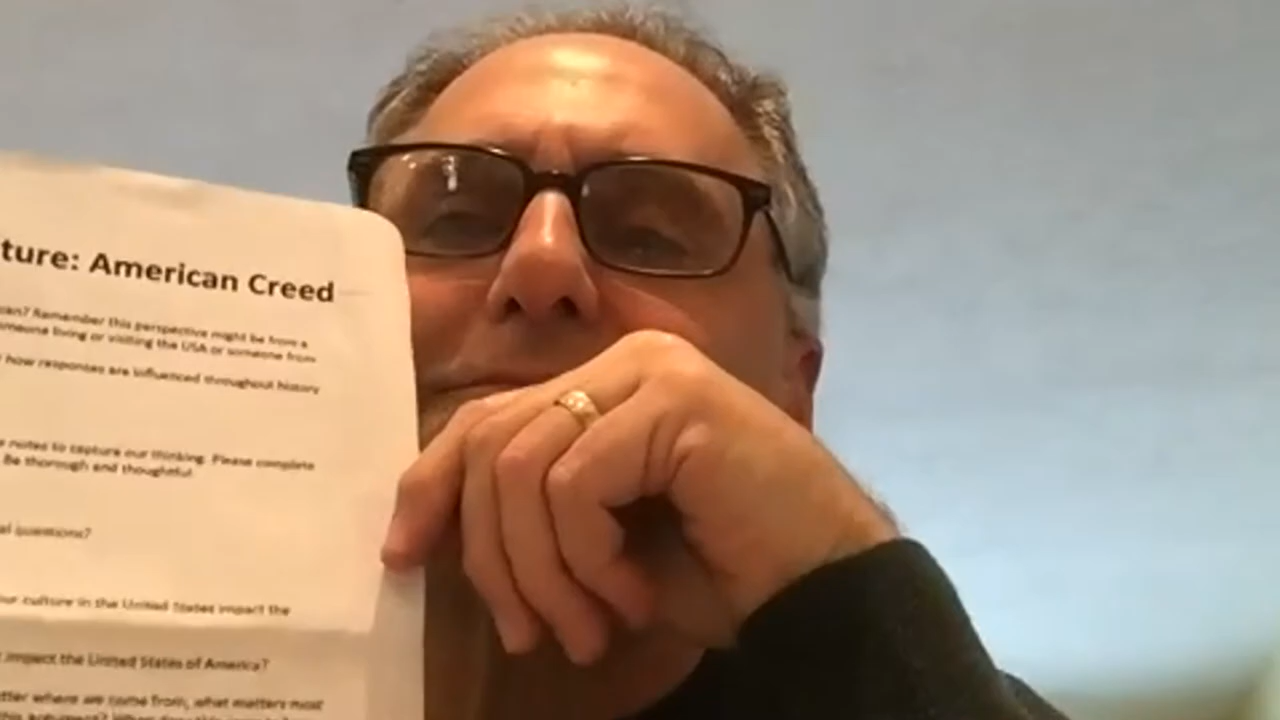 ture: American Creed
can? Remember this perspective might be from a
omeone living or visiting the USA or someone from
how responses are influenced throughout history
notes to capture our thinking. Please complete
Be thorough and thoughtful.
al questions?
our culture in the United States impact the
impact the United States of America?
tter where we come from, what matters most
this argument?